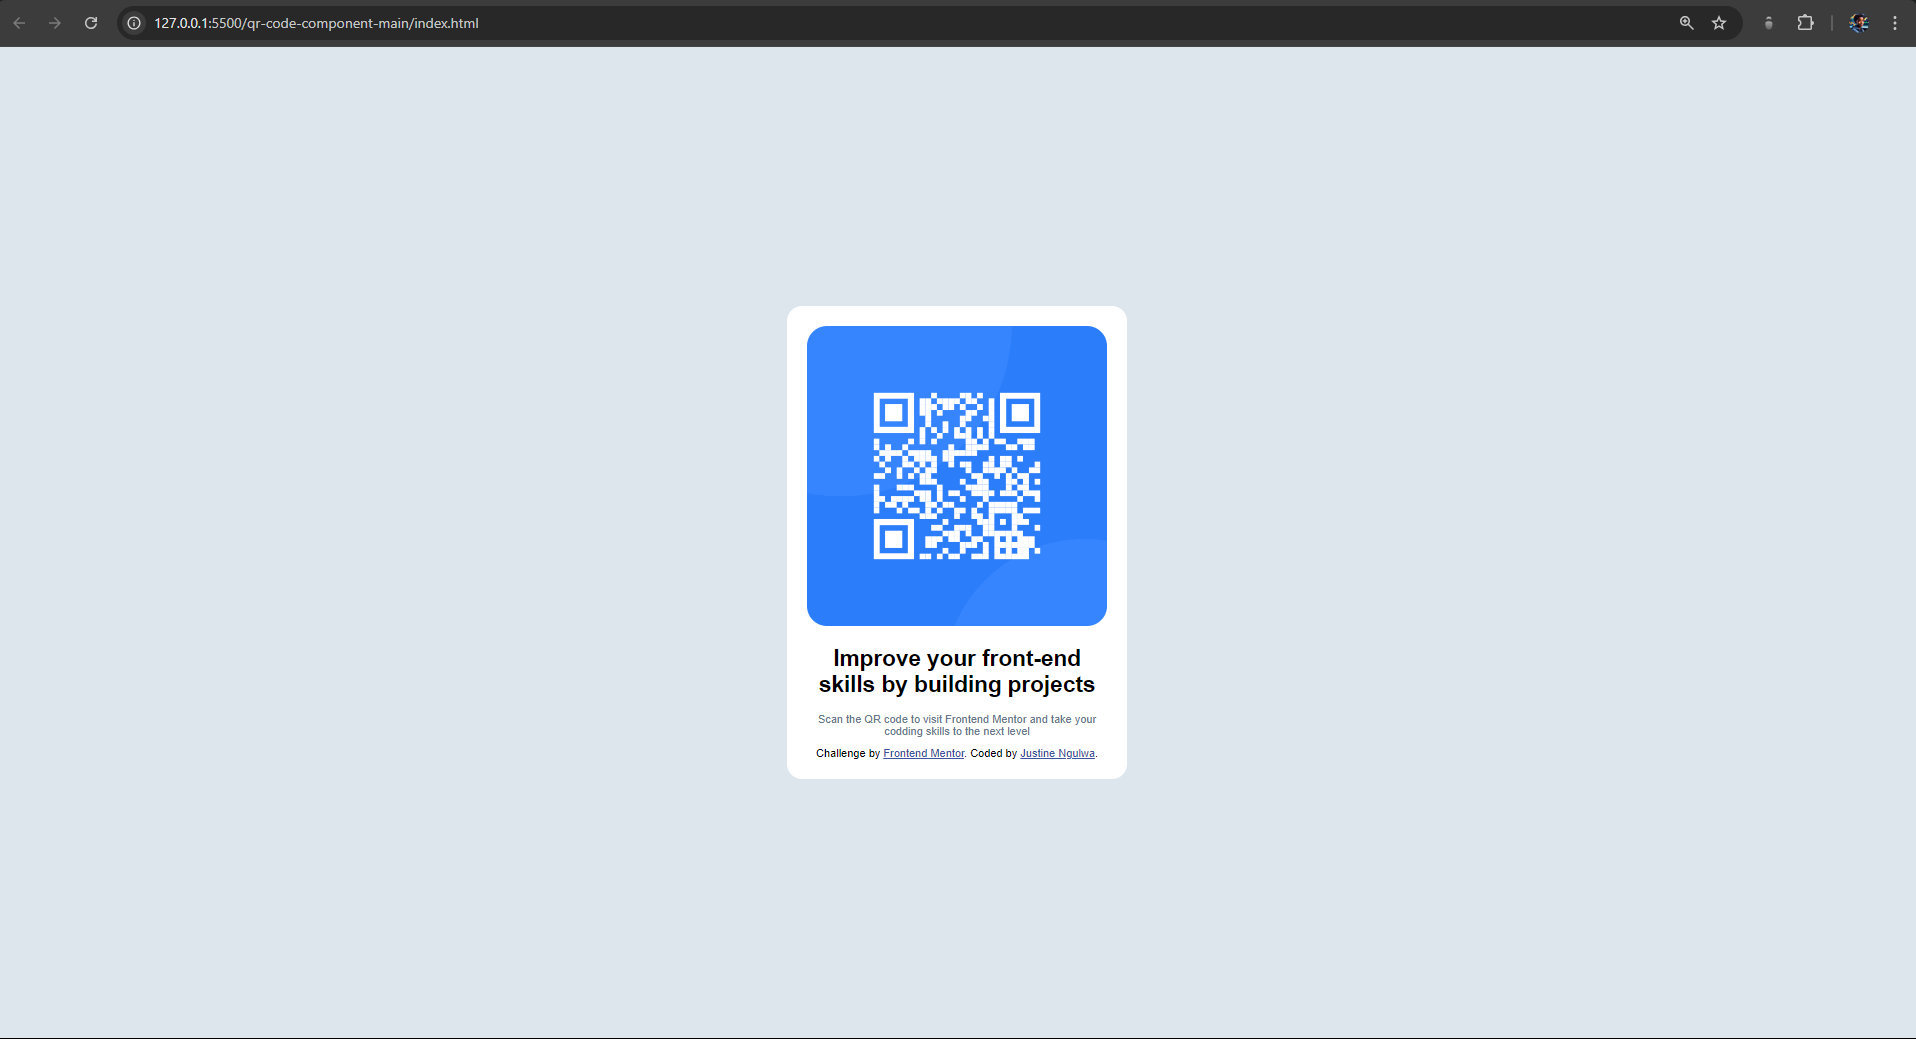 127.0.0.1:5500/qr-code-component-main/index.html
Improve your front-end
skills by building projects
Scan the QR code to visit Frontend Mentor and take your
codding skills to the next level
Challenge by Frontend Mentor. Coded by Justine Ngulwa.